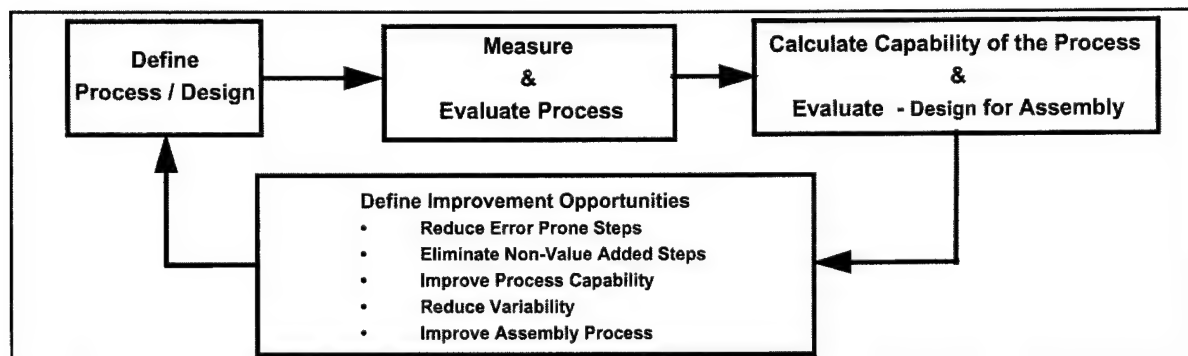 Define
Process / Design
Measure
&
Evaluate Process
Calculate Capability of the Process
&
Evaluate - Design for Assembly
Define Improvement Opportunities
• Reduce Error Prone Steps
• Eliminate Non-Value Added Steps
• Improve Process Capability
• Reduce Variability
• Improve Assembly Process